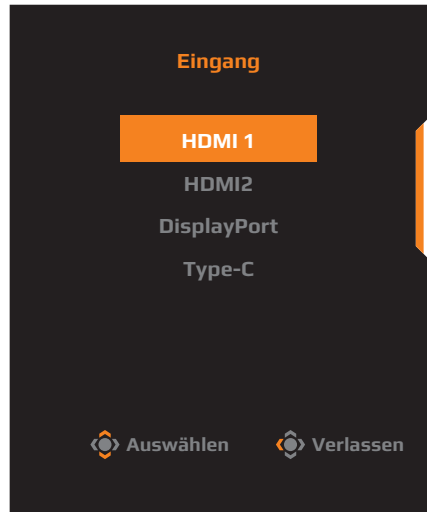 Eingang
HDMI 1
HDMI2
DisplayPort
Type-C
Auswählen Verlassen